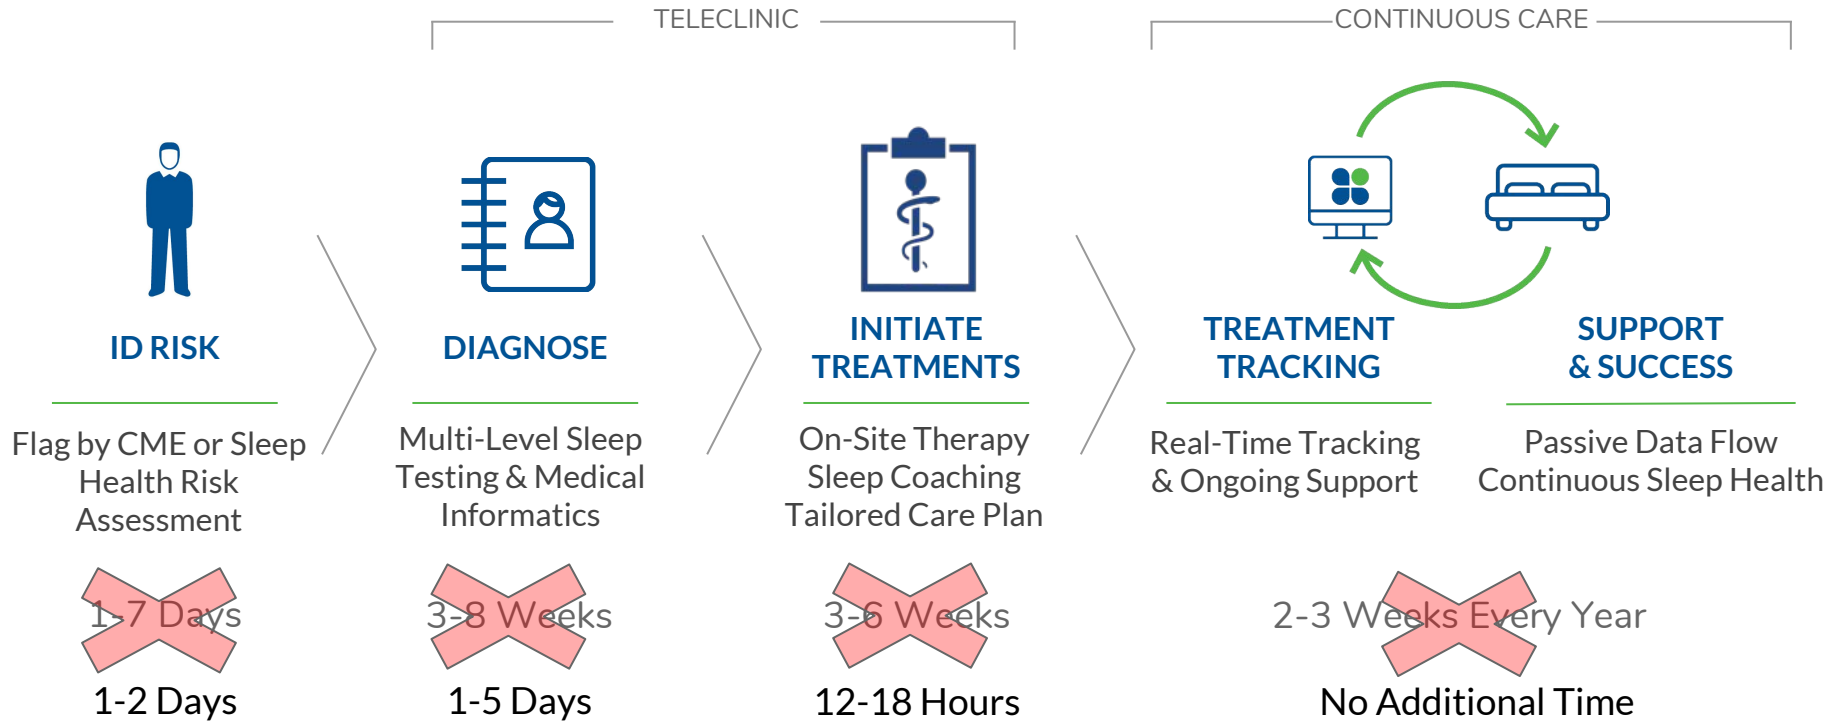 TELECLINIC
CONTINUOUS CARE
ID RISK
Flag by CME or Sleep
Health Risk
Assessment
1-7 Days
1-2 Days
DIAGNOSE
Multi-Level Sleep
Testing & Medical
Informatics
3-8 Weeks
1-5 Days
INITIATE
TREATMENTS
On-Site Therapy
Sleep Coaching
Tailored Care Plan
3-6 Weeks
12-18 Hours
TREATMENT
TRACKING
Real-Time Tracking
& Ongoing Support
SUPPORT
& SUCCESS
Passive Data Flow
Continuous Sleep Health
2-3 Weeks Every Year
No Additional Time